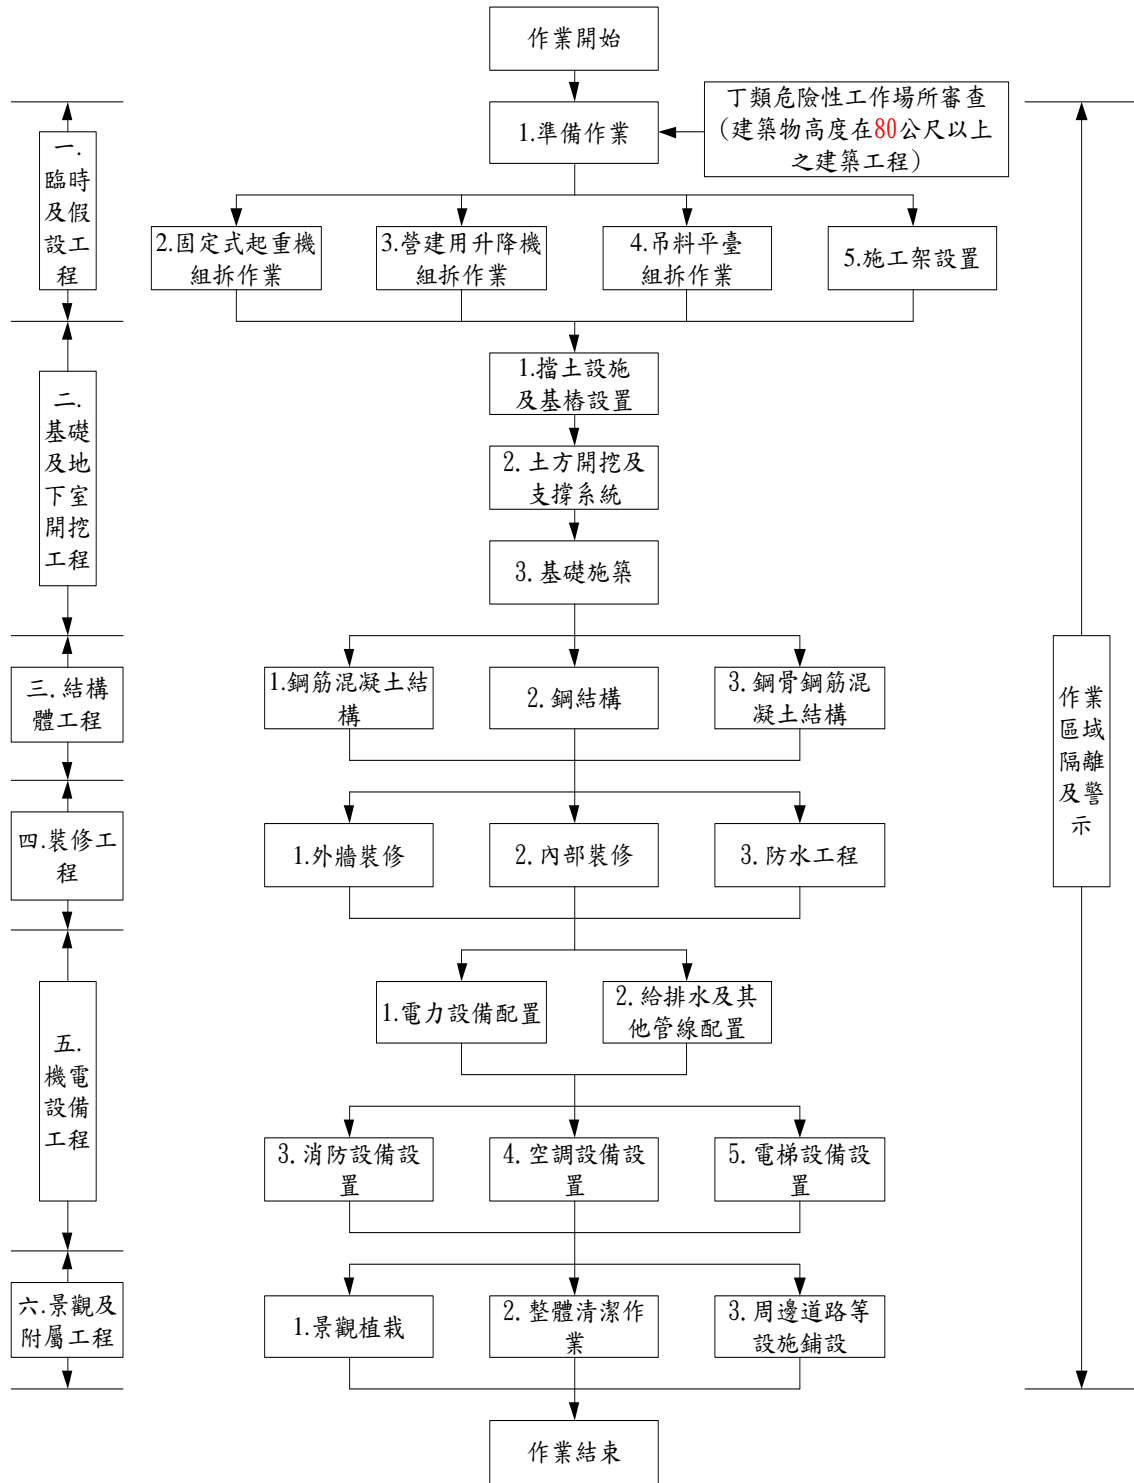 作業開始
1.準備作業
丁類危險性工作場所審查
(建築物高度在80公尺以上
之建築工程)
一.
臨時
及假
設工
程
2.固定式起重機
組拆作業
3.營建用升降機
組拆作業
4.吊料平臺
組拆作業
5.施工架設置
二.
基礎
及地
下室
開挖
工程
1.擋土設施
及基樁設置
2.土方開挖及
支撐系統
3.基礎施築
三.結構
體工程
1.鋼筋混凝土結
構
2.鋼結構
3.鋼骨鋼筋混
凝土結構
作業
區域
隔離
及警
示
四.裝修工
程
1.外牆裝修
2.內部裝修
3.防水工程
五.
機電
設備
工程
1.電力設備配置
2.給排水及其
他管線配置
3.消防設備設
置
4.空調設備設
置
5.電梯設備設
置
六.景觀及
附屬工程
1.景觀植栽
2.整體清潔作
業
3.周邊道路等
設施鋪設
作業結束